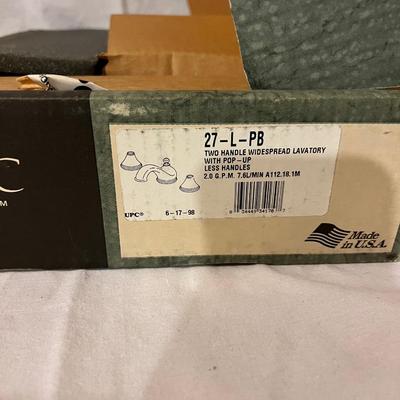 C
27-L-PB
TWO HANDLE WIDESPREAD LAVATORY
WITH POP-UP
LESS HANDLES
2.0 G.P.M. 7.6L/MIN A112.18.1M
UPC® 6-17-98
Made
in U.S.A.